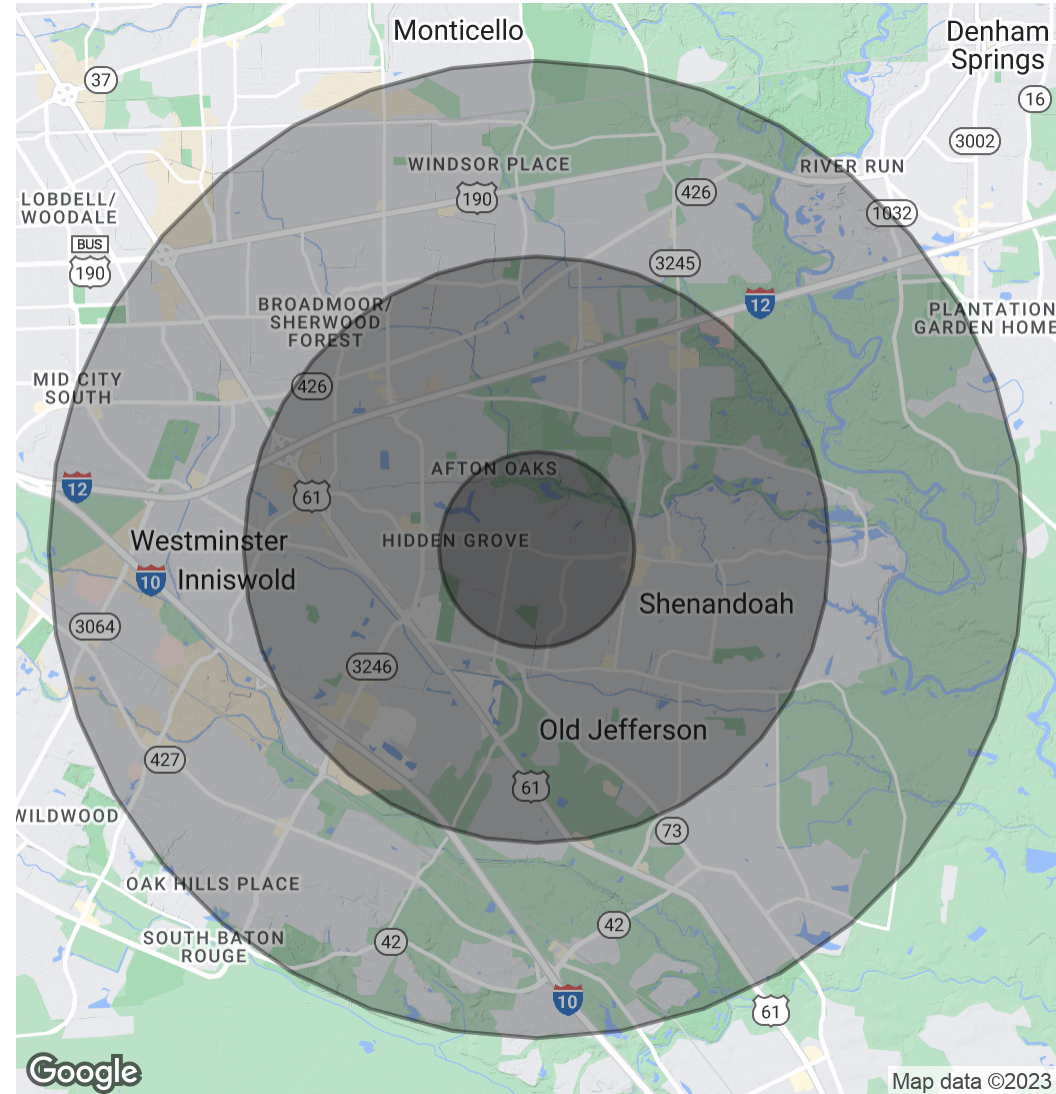 Monticello
Denham
Springs
37
16
3002
WINDSOR PLACE
RIVER RUN
190
426
LOBDELL/
WOODALE
1032
BUS
190
3245
12
BROADMOOR/
SHERWOOD
FOREST
PLANTATION
GARDEN HOME
MID CITY
SOUTH
426
AFTON OAKS
12
61
Westminster
HIDDEN GROVE
10
Inniswold
Shenandoah
3064
3246
Old Jefferson
427
61
WILDWOOD
73
OAK HILLS PLACE
42
42
SOUTH BATON
ROUGE
10
61
Google
Map data ©2023